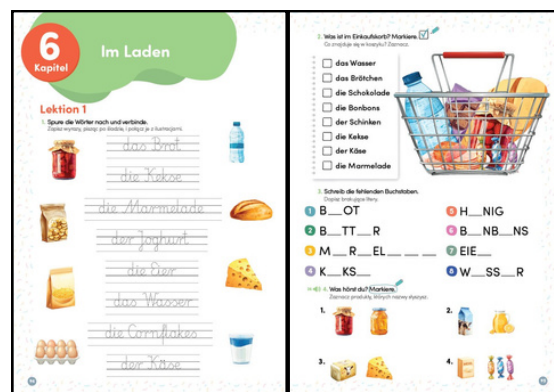 6
Kapitel
Im Laden
Lektion 1
1. Spure die Wörter nach und verbinde.
Zapisz wyrazy, pisząc po śladzie, i połącz je z ilustracjami.
das Brot
die Kekse
die Marmelade
der Joghurt
die Eier
das Wasser
die Cornflakes
der Käse
2. Was ist im Einkaufskorb? Markiere.
Co znajduje się w koszyku? Zaznacz.
das Wasser
das Brötchen
die Schokolade
die Bonbons
der Schinken
die Kekse
der Käse
die Marmelade
3. Schreib die fehlenden Buchstaben.
Dopisz brakujące litery.
1 B__OT
2 B__TT__R
3 M__R__EL__ __ __
4 K__KS__
5 H__NIG
6 B__NB__NS
7 EIE__
8 W__SS__R
4. Was hörst du? Markiere.
Zaznacz produkty, których nazwy słyszysz.
1.
2.
3.
4.